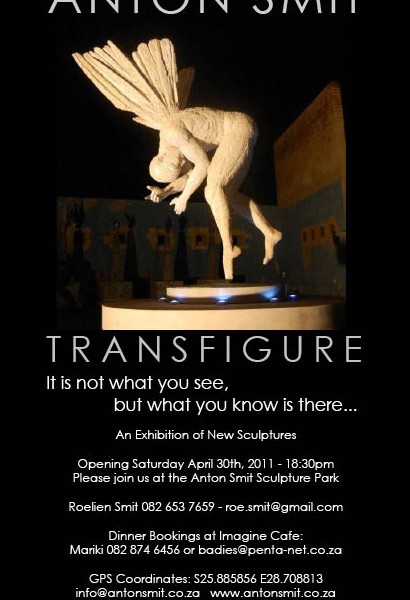 ANTON SMIT
TRANSFIGURE
It is not what you see,
but what you know is there...
An Exhibition of New Sculptures
Opening Saturday April 30th, 2011 - 18:30pm
Please join us at the Anton Smit Sculpture Park
Roelien Smit 082 653 7659 - roe.smit@gmail.com
Dinner Bookings at Imagine Cafe:
Mariki 082 874 6456 or badies@penta-net.co.za
GPS Coordinates: S25.885856 E28.708813
info@antonsmit.co.za www.antonsmit.co.za